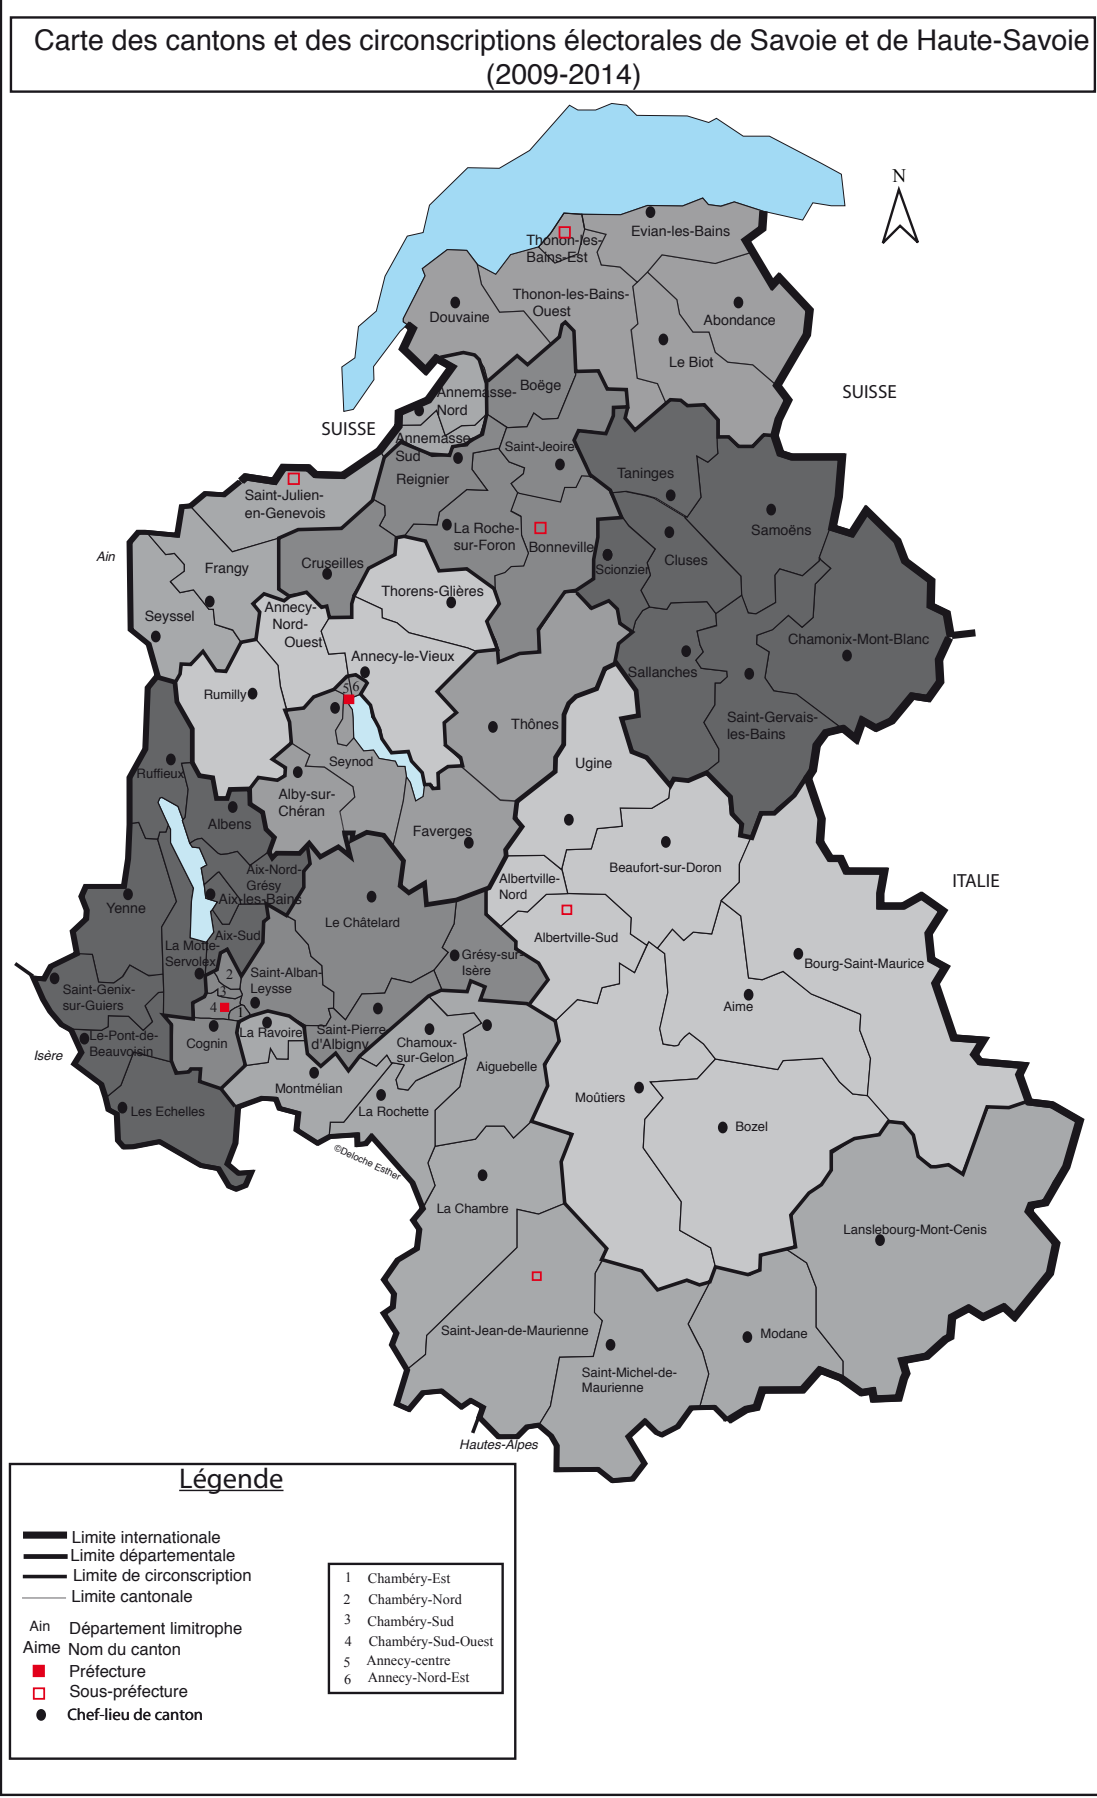 Carte des cantons et des circonscriptions électorales de Savoie et de Haute-Savoie
(2009-2014)
N
Evian-les-Bains
Thonon-les-
Bains-Est
Thonon-les-Bains-
Ouest
Douvaine
Abondance
Le Biot
SUISSE
Boëge
Annemasse-
Nord
SUISSE
Annemasse
Sud
Saint-Jeoire
Reignier
Taninges
Saint-Julien-
en-Genevois
La Roche-
sur-Foron
Bonneville
Samoëns
Ain
Cruseilles
Frangy
Scionzier
Cluses
Thorens-Glières
Annecy-
Nord-
Ouest
Seyssel
Chamonix-Mont-Blanc
Annecy-le-Vieux
Sallanches
5
6
Rumilly
Saint-Gervais-
les-Bains
Thônes
Seynod
Ugine
Ruffieux
Alby-sur-
Chéran
Albens
Faverges
Aix-Nord-
Grésy
Aix-les-Bains
Beaufort-sur-Doron
Albertville-
Nord
ITALIE
Yenne
Le Châtelard
Aix-Sud
Albertville-Sud
La Motte-
Servolex
Grésy-sur-
Isère
Bourg-Saint-Maurice
2
Saint-Alban-
Leysse
Saint-Genix-
sur-Guiers
3
4
1
Aime
Le-Pont-de-
Beauvoisin
Isère
Cognin
La Ravoire
Saint-Pierre
d'Albigny
Chamoux-
sur-Gelon
Aiguebelle
Montmélian
Moûtiers
Les Echelles
La Rochette
Bozel
©Deloche Esther
La Chambre
Lanslebourg-Mont-Cenis
Saint-Jean-de-Maurienne
Modane
Saint-Michel-de-
Maurienne
Hautes-Alpes
Légende
Limite internationale
Limite départementale
Limite de circonscription
Limite cantonale
Ain Département limitrophe
Aime Nom du canton
Préfecture
Sous-préfecture
Chef-lieu de canton
1 Chambéry-Est
2 Chambéry-Nord
3 Chambéry-Sud
4 Chambéry-Sud-Ouest
5 Annecy-centre
6 Annecy-Nord-Est